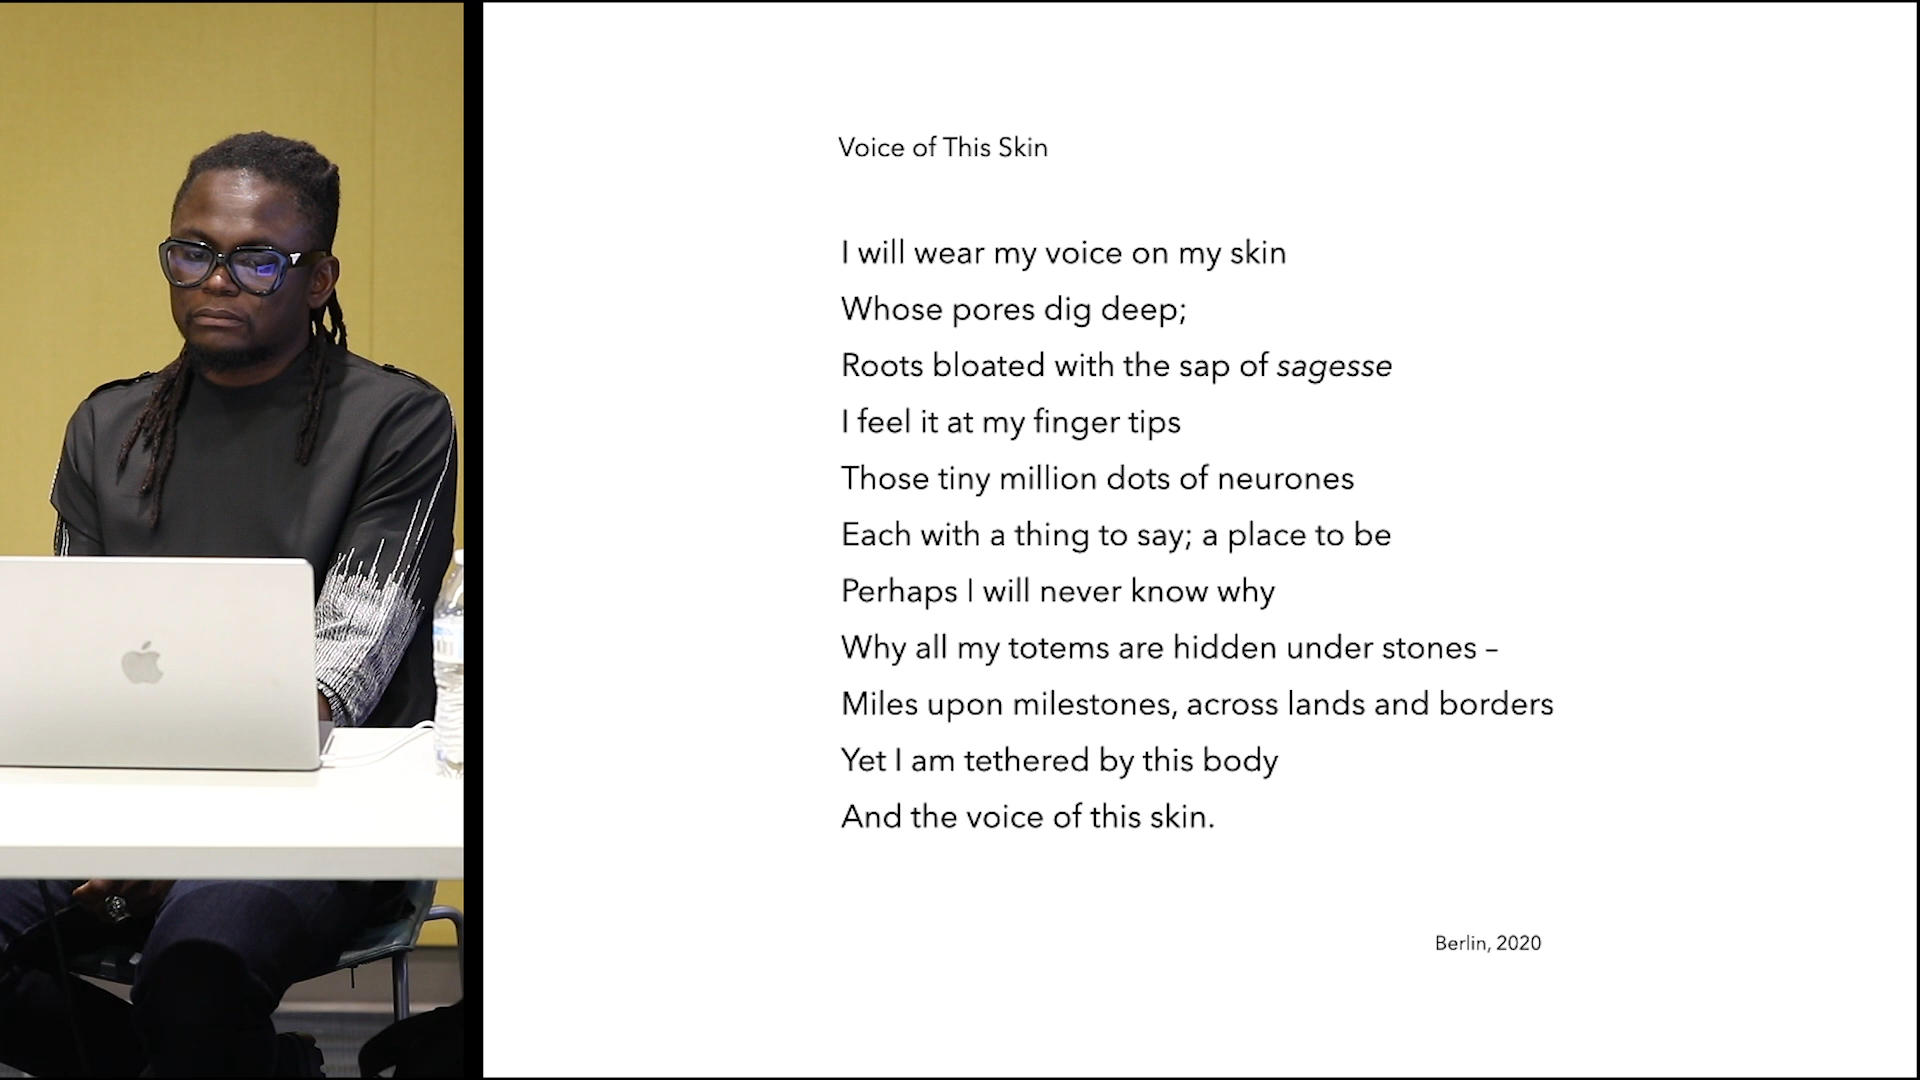 Voice of This Skin
I will wear my voice on my skin
Whose pores dig deep;
Roots bloated with the sap of sagesse
I feel it at my finger tips
Those tiny million dots of neurones
Each with a thing to say; a place to be
Perhaps I will never know why
Why all my totems are hidden under stones –
Miles upon milestones, across lands and borders
Yet I am tethered by this body
And the voice of this skin.
Berlin, 2020